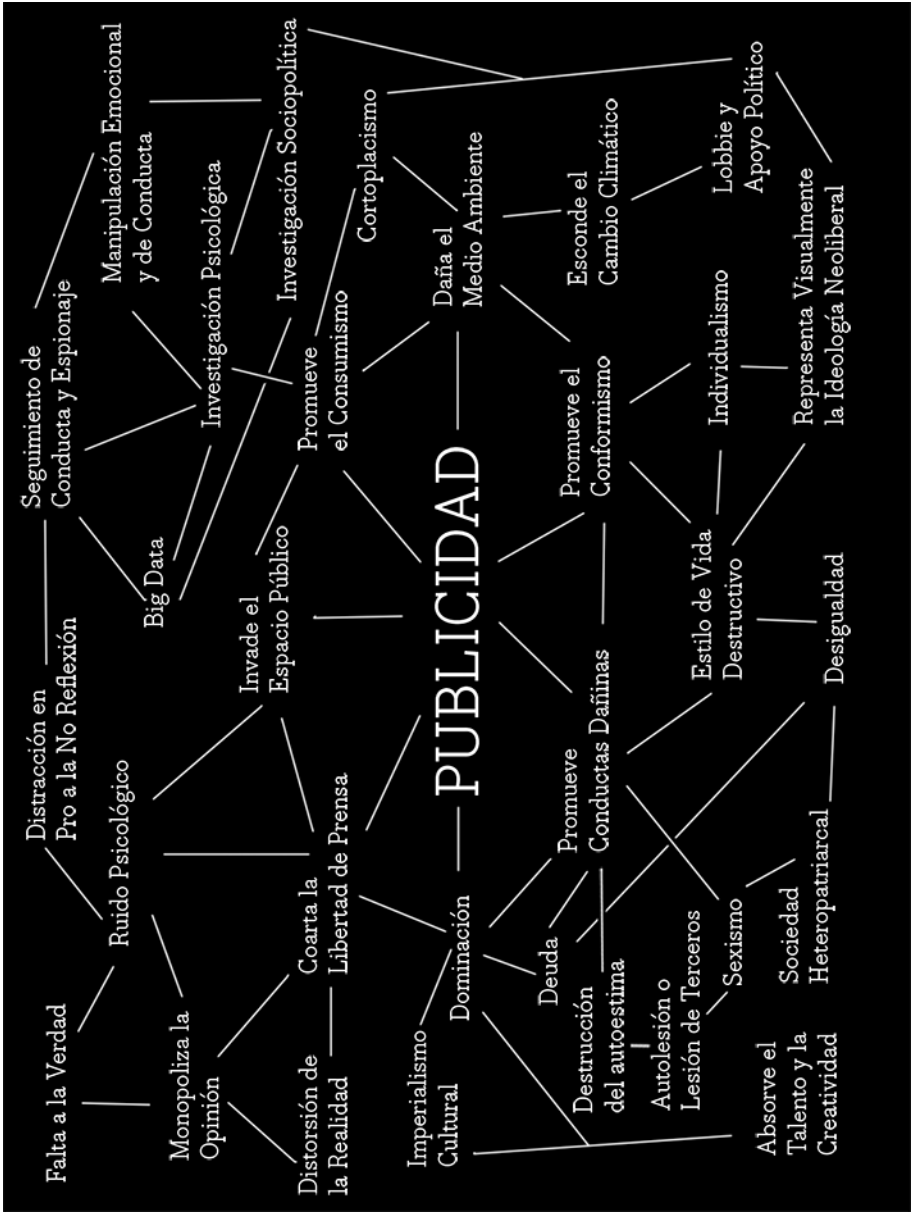 Distracción en
Pro a la No Reflexión
Seguimiento de
Conducta y Espionaje
Falta a la Verdad
Ruido Psicológico
Manipulación Emocional
y de Conducta
Big Data
Monopoliza la
Opinión
Investigación Psicológica
Invade el
Espacio Público
Investigación Sociopolítica
Distorsión de
la Realidad
Coarta la
Libertad de Prensa
Promueve
el Consumismo
Cortoplacismo
Imperialismo
Cultural
Dominación
PUBLICIDAD
Daña el
Medio Ambiente
Deuda
Promueve
Conductas Dañinas
Promueve el
Conformismo
Esconde el
Cambio Climático
Destrucción
del autoestima
Autolesión o
Lesión de Terceros
Sexismo
Estilo de Vida
Destructivo
Individualismo
Lobbie y
Apoyo Político
Absorve el
Talento y la
Creatividad
Sociedad
Heteropatriarcal
Desigualdad
Representa Visualmente
la Ideología Neoliberal